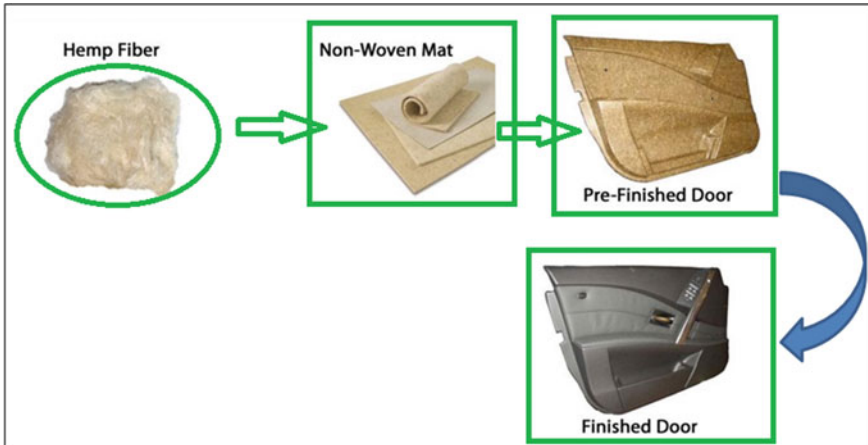 Hemp Fiber
Non-Woven Mat
Pre-Finished Door
Finished Door